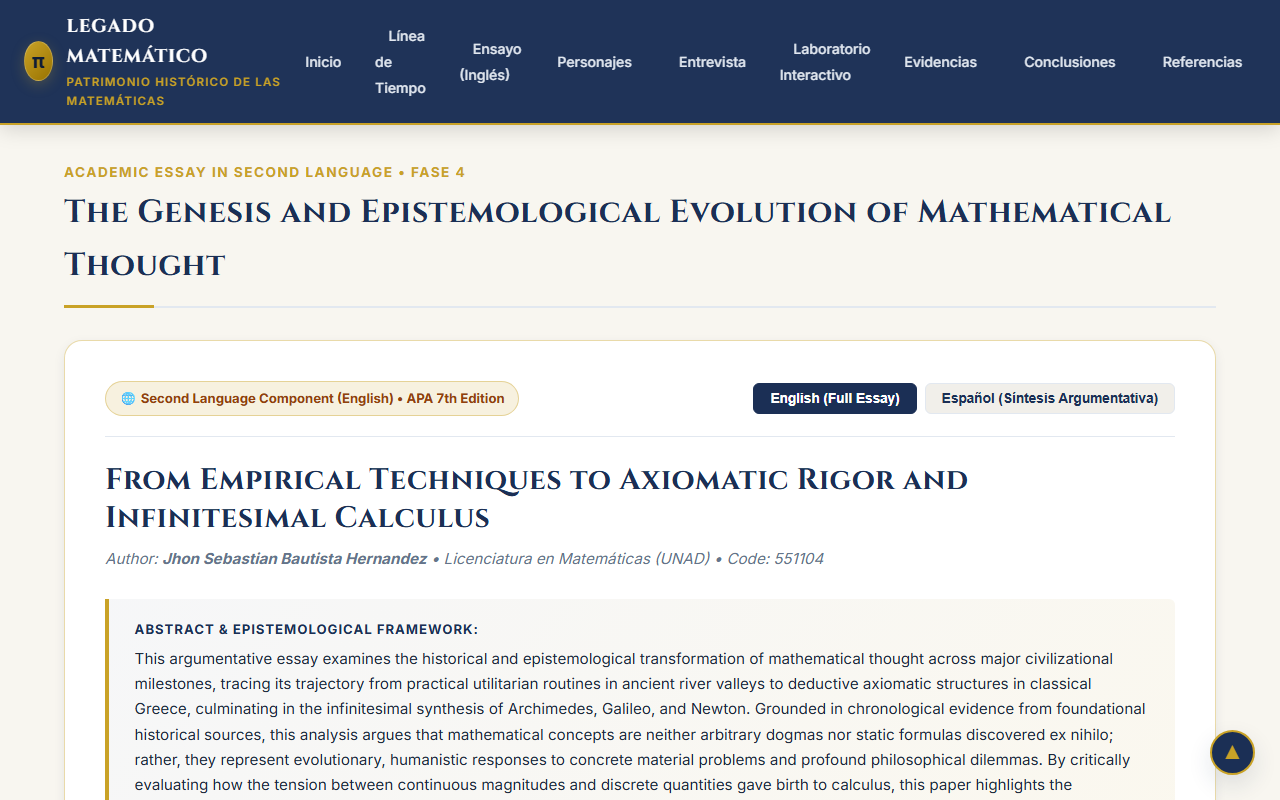 π
LEGADO
MATEMÁTICO
PATRIMONIO HISTÓRICO DE LAS
MATEMÁTICAS
Inicio
Línea
de
Tiempo
Ensayo
(Inglés)
Personajes
Entrevista
Laboratorio
Interactivo
Evidencias
Conclusiones
Referencias
ACADEMIC ESSAY IN SECOND LANGUAGE • FASE 4
The Genesis and Epistemological Evolution of Mathematical
Thought
Second Language Component (English) • APA 7th Edition
English (Full Essay)
Español (Síntesis Argumentativa)
From Empirical Techniques to Axiomatic Rigor and
Infinitesimal Calculus
Author: Jhon Sebastian Bautista Hernandez • Licenciatura en Matemáticas (UNAD) • Code: 551104
ABSTRACT & EPISTEMOLOGICAL FRAMEWORK:
This argumentative essay examines the historical and epistemological transformation of mathematical thought across major civilizational
milestones, tracing its trajectory from practical utilitarian routines in ancient river valleys to deductive axiomatic structures in classical
Greece, culminating in the infinitesimal synthesis of Archimedes, Galileo, and Newton. Grounded in chronological evidence from foundational
historical sources, this analysis argues that mathematical concepts are neither arbitrary dogmas nor static formulas discovered ex nihilo;
rather, they represent evolutionary, humanistic responses to concrete material problems and profound philosophical dilemmas. By critically
evaluating how the tension between continuous magnitudes and discrete quantities gave birth to calculus, this paper highlights the
▲